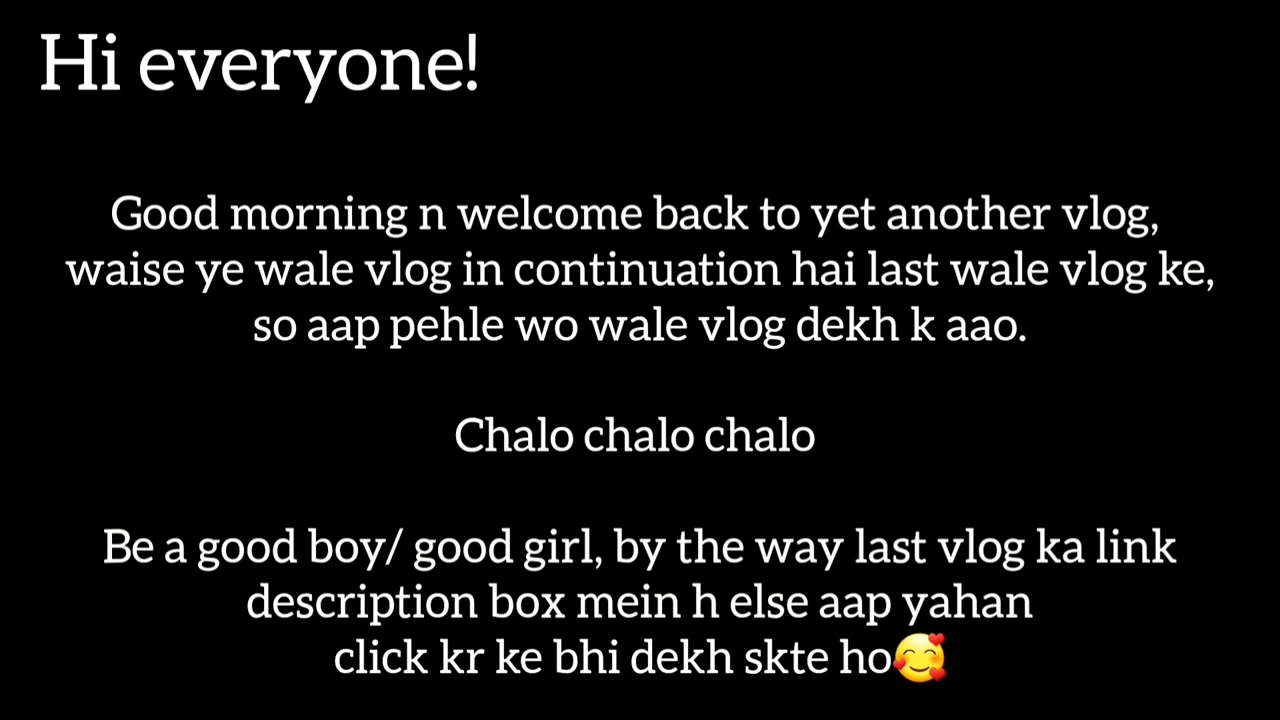 Hi everyone!
Good morning n welcome back to yet another vlog,
waise ye wale vlog in continuation hai last wale vlog ke,
so aap pehle wo wale vlog dekh k aao.
Chalo chalo chalo
Be a good boy/ good girl, by the way last vlog ka link
description box mein h else aap yahan
click kr ke bhi dekh skte ho🥰